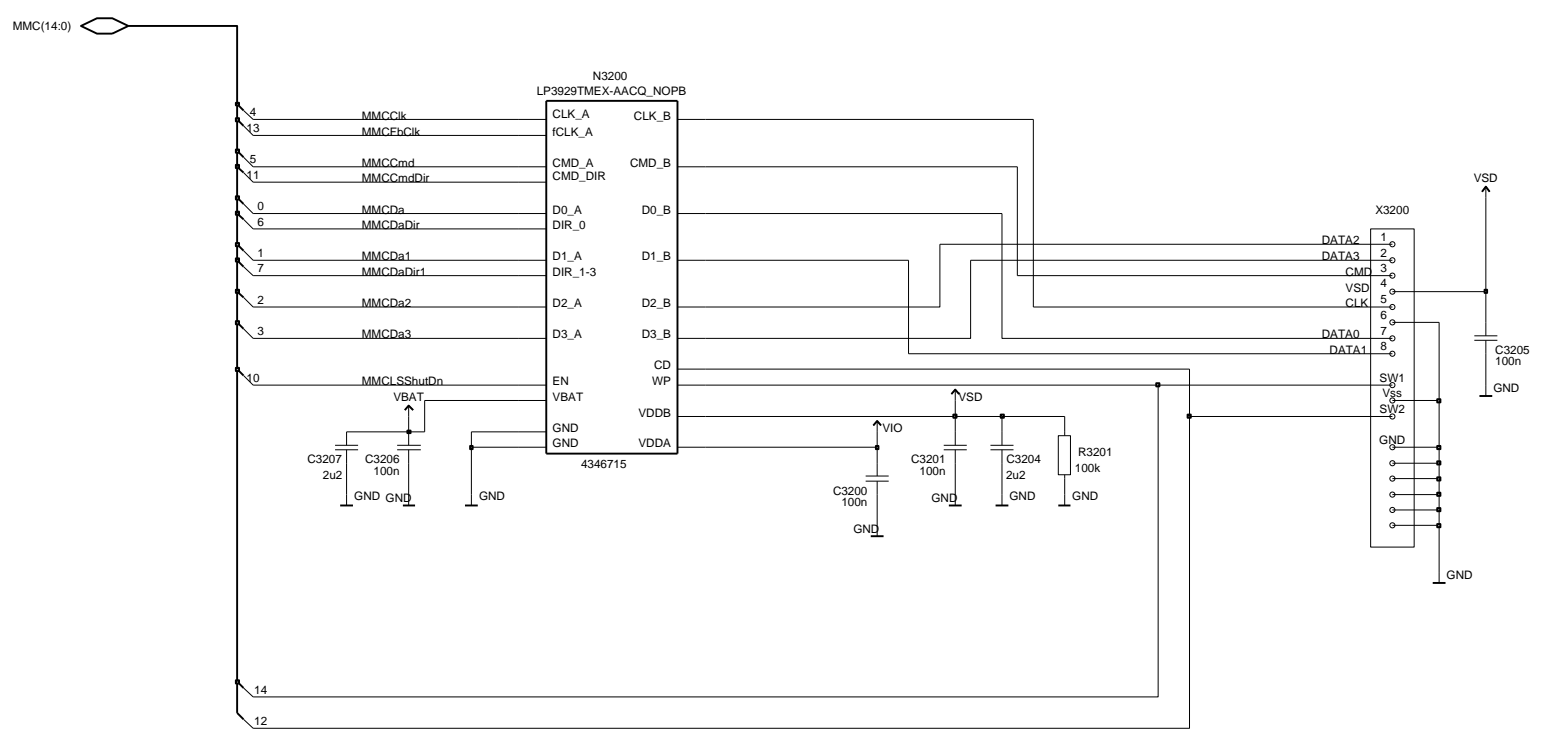 MMC(14:0)
N3200
LP3929TMEX-AACQ_NOPB
4 MMCClk CLK_A CLK_B
13 MMCFbClk fCLK_A
5 MMCCmd CMD_A CMD_B
11 MMCCmdDir CMD_DIR
0 MMCDa D0_A D0_B
6 MMCDaDir DIR_0
1 MMCDa1 D1_A D1_B
7 MMCDaDir1 DIR_1-3
2 MMCDa2 D2_A D2_B
3 MMCDa3 D3_A D3_B
CD
10 MMCLSShutDn EN WP
VBAT VBAT
VDDB
GND
GND VDDA
4346715
C3207
2u2
GND
C3206
100n
GND
GND
VIO
C3200
100n
GND
VSD
C3201
100n
GND
C3204
2u2
GND
R3201
100k
GND
X3200
DATA2 1
DATA3 2
CMD 3
VSD 4
CLK 5
6
DATA0 7
DATA1 8
SW1
Vss
SW2
GND
GND
VSD
C3205
100n
GND
14
12